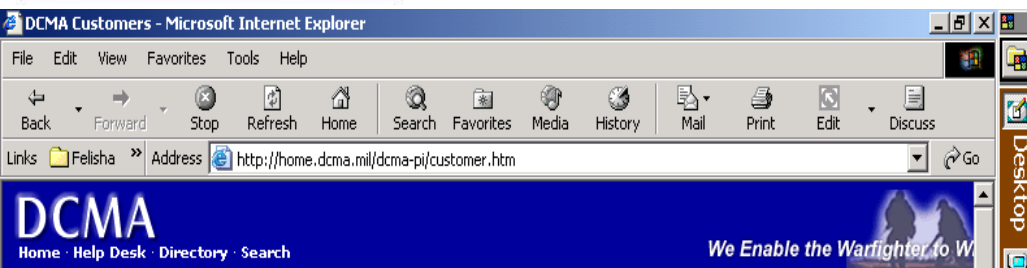 DCMA Customers - Microsoft Internet Explorer
File Edit View Favorites Tools Help
Back Forward Stop Refresh Home Search Favorites Media History Mail Print Edit Discuss
Links Felisha » Address http://home.dcma.mil/dcma-pi/customer.htm Go
DCMA
Home · Help Desk · Directory · Search
We Enable the Warfighter to W
Desktop